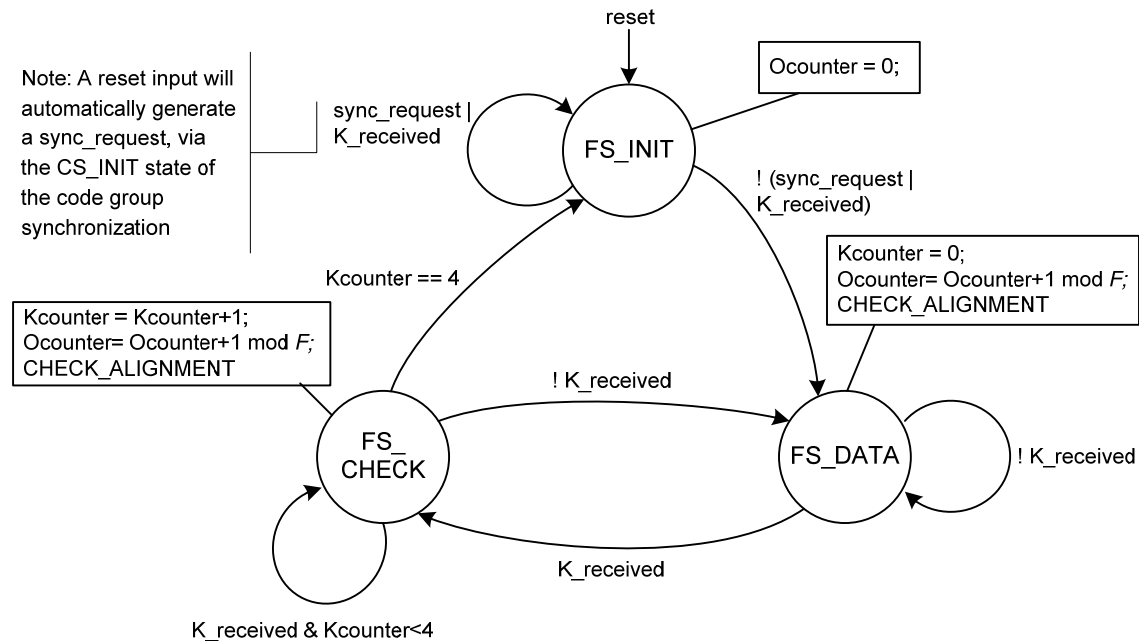 reset
Note: A reset input will
automatically generate
a sync_request, via
the CS_INIT state of
the code group
synchronization
sync_request |
K_received
FS_INIT
Ocounter = 0;
! (sync_request |
K_received)
Kcounter == 4
Kcounter = 0;
Ocounter= Ocounter+1 mod F;
CHECK_ALIGNMENT
Kcounter = Kcounter+1;
Ocounter= Ocounter+1 mod F;
CHECK_ALIGNMENT
! K_received
FS_
CHECK
FS_DATA
! K_received
K_received
K_received & Kcounter<4